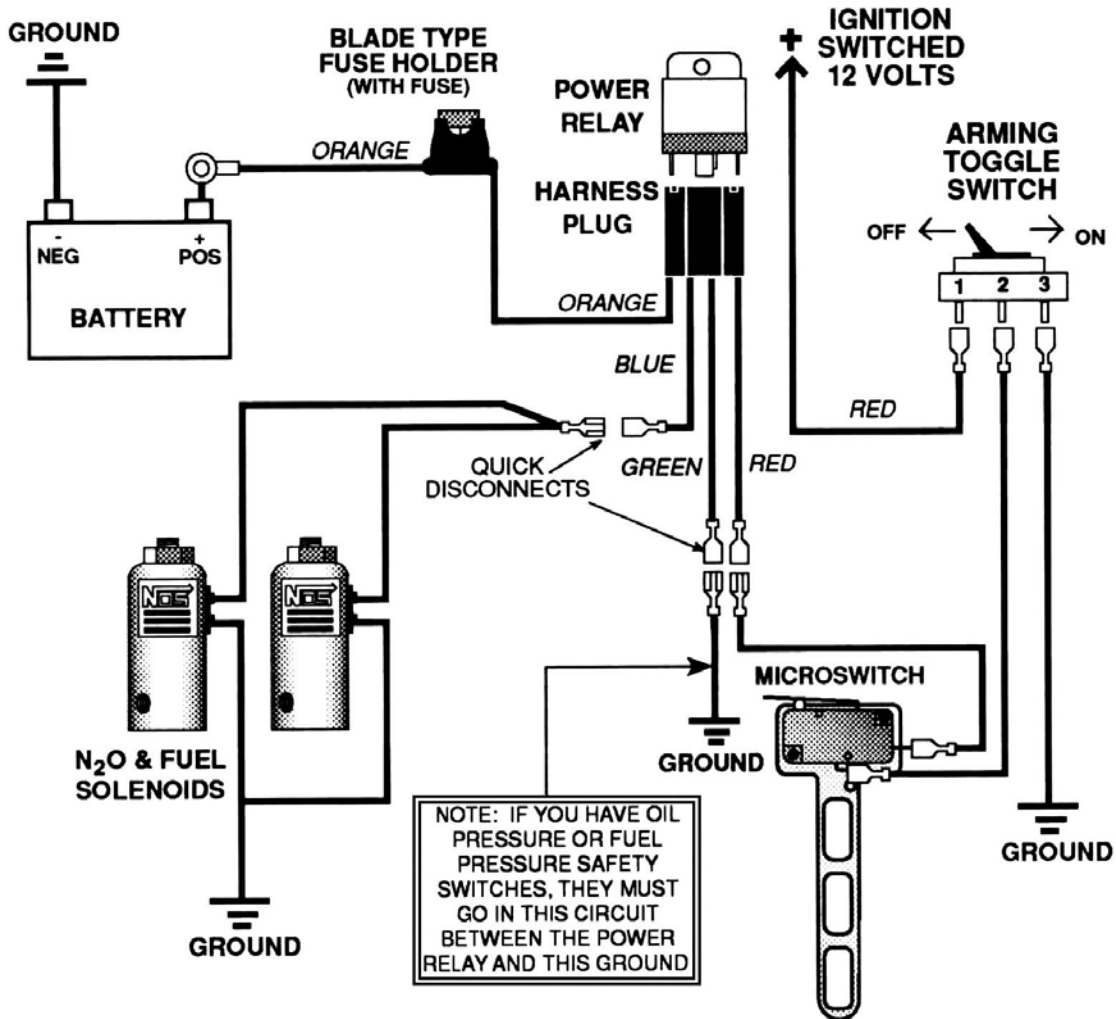 GROUND
BLADE TYPE
FUSE HOLDER
(WITH FUSE)
ORANGE
POWER
RELAY
HARNESS
PLUG
+
IGNITION
SWITCHED
12 VOLTS
ARMING
TOGGLE
SWITCH
OFF
ON
1 2 3
-
NEG
+
POS
BATTERY
ORANGE
BLUE
RED
QUICK
DISCONNECTS
GREEN
RED
NOS
NOS
N₂O & FUEL
SOLENOIDS
MICROSWITCH
GROUND
GROUND
GROUND
NOTE: IF YOU HAVE OIL
PRESSURE OR FUEL
PRESSURE SAFETY
SWITCHES, THEY MUST
GO IN THIS CIRCUIT
BETWEEN THE POWER
RELAY AND THIS GROUND